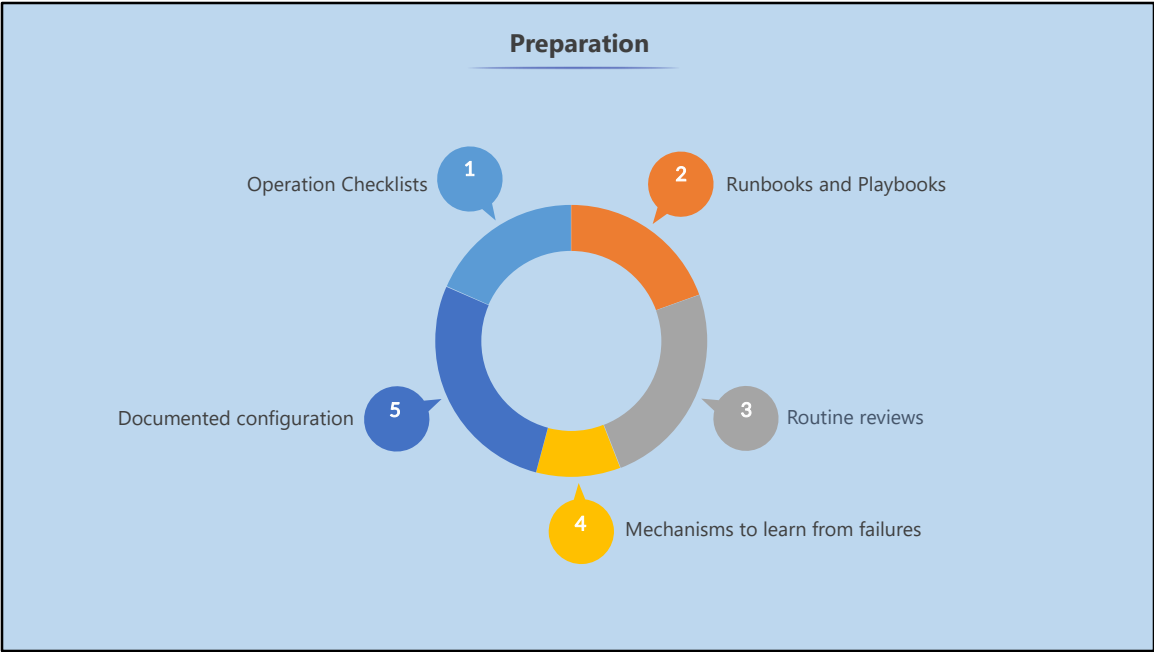 Preparation
1
Operation Checklists
2
Runbooks and Playbooks
3
Routine reviews
4
Mechanisms to learn from failures
5
Documented configuration